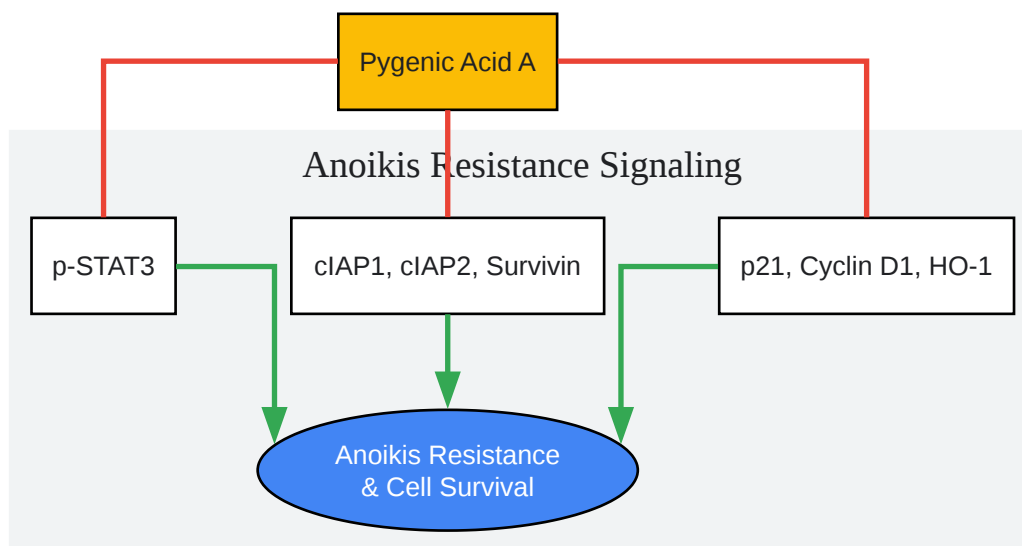 Pygenic Acid A
Anoikis Resistance Signaling
p-STAT3
cIAP1, cIAP2, Survivin
p21, Cyclin D1, HO-1
Anoikis Resistance
& Cell Survival